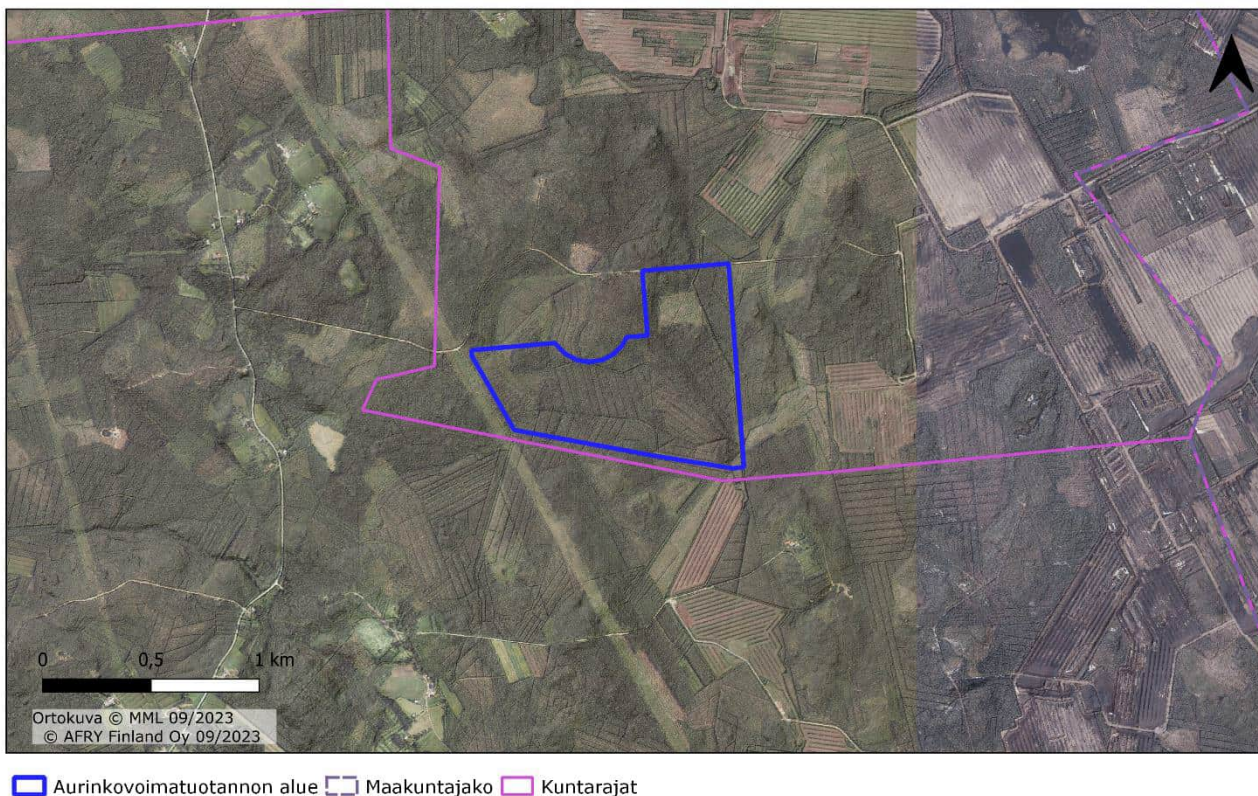 0 0,5 1 km
Ortokuva © MML 09/2023
© AFRY Finland Oy 09/2023
Aurinkovoimatuotannon alue Maakuntajako Kuntarajat